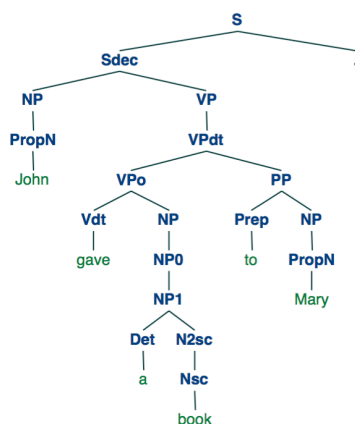 S
Sdec
NP VP
PropN VPdt
John VPo PP
Vdt NP Prep NP
gave NP0 to PropN
NP1 Mary
Det N2sc
a Nsc
book